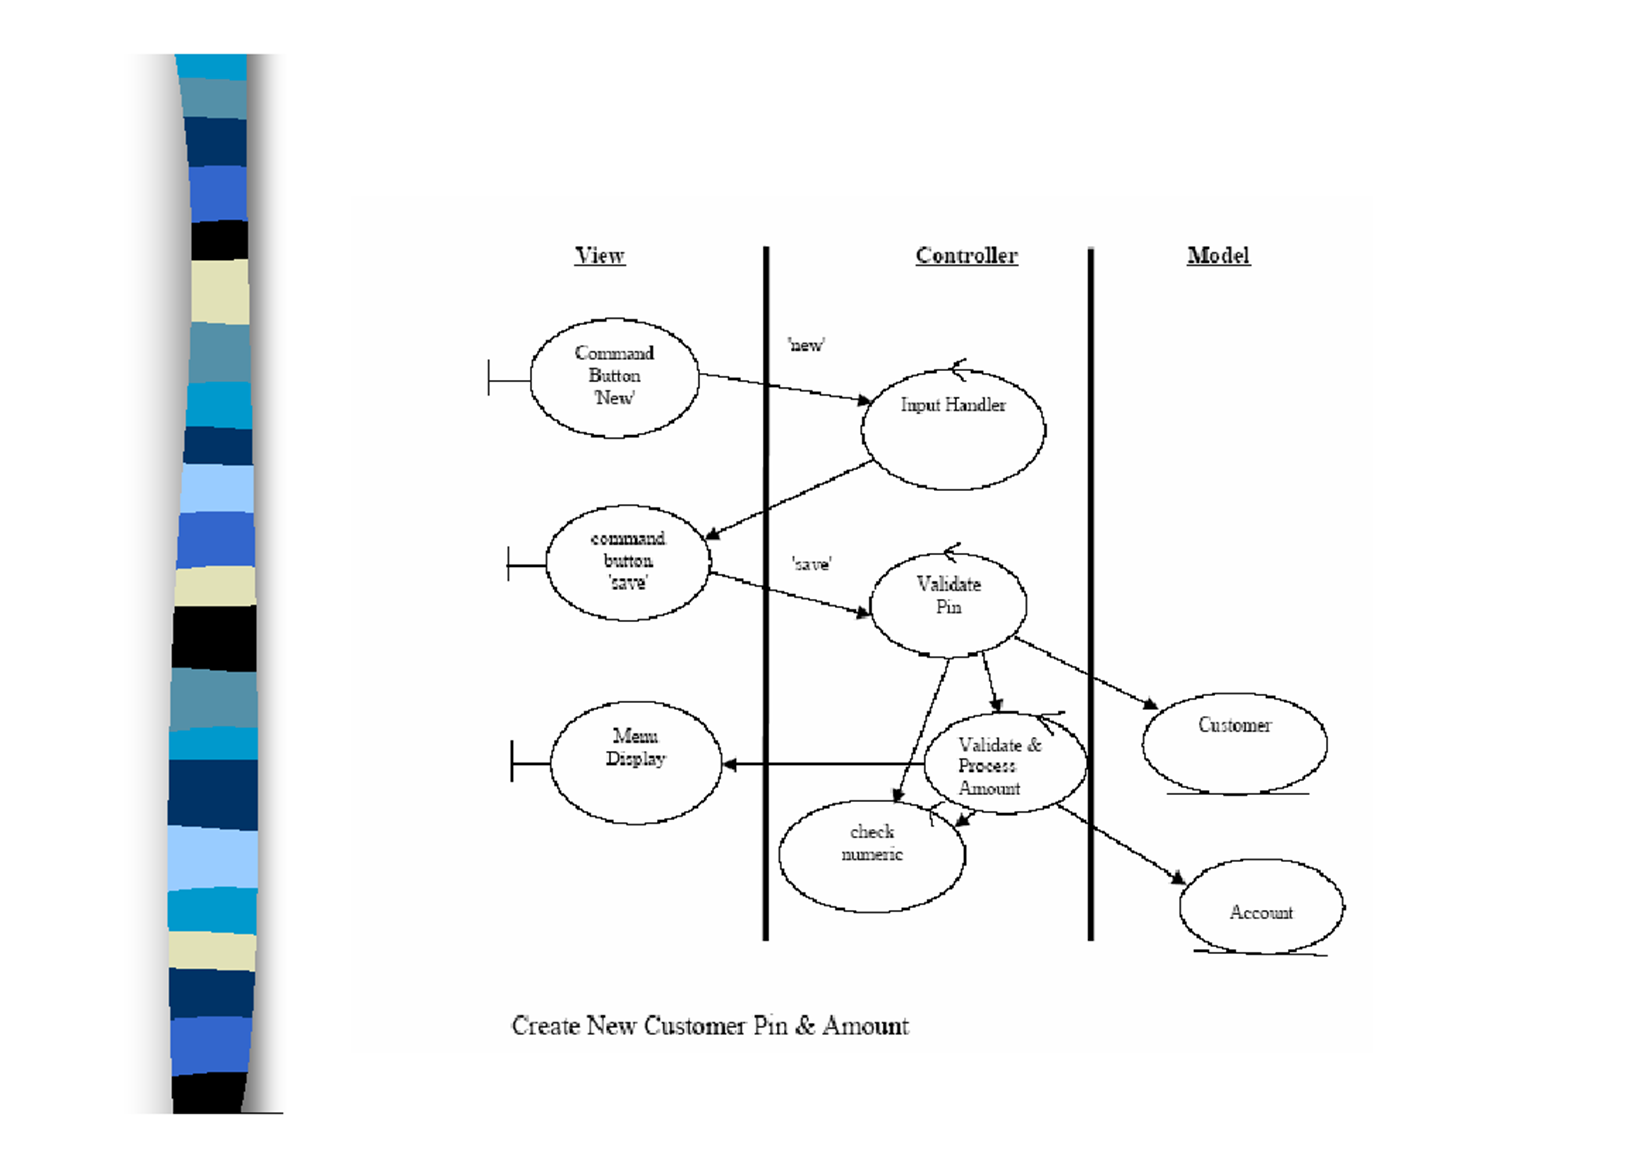 View
Controller
Model
Command
Button
'New'
'new'
Input Handler
command
button
'save'
'save'
Validate
Pin
Customer
Menu
Display
Validate &
Process
Amount
check
numeric
Account
Create New Customer Pin & Amount